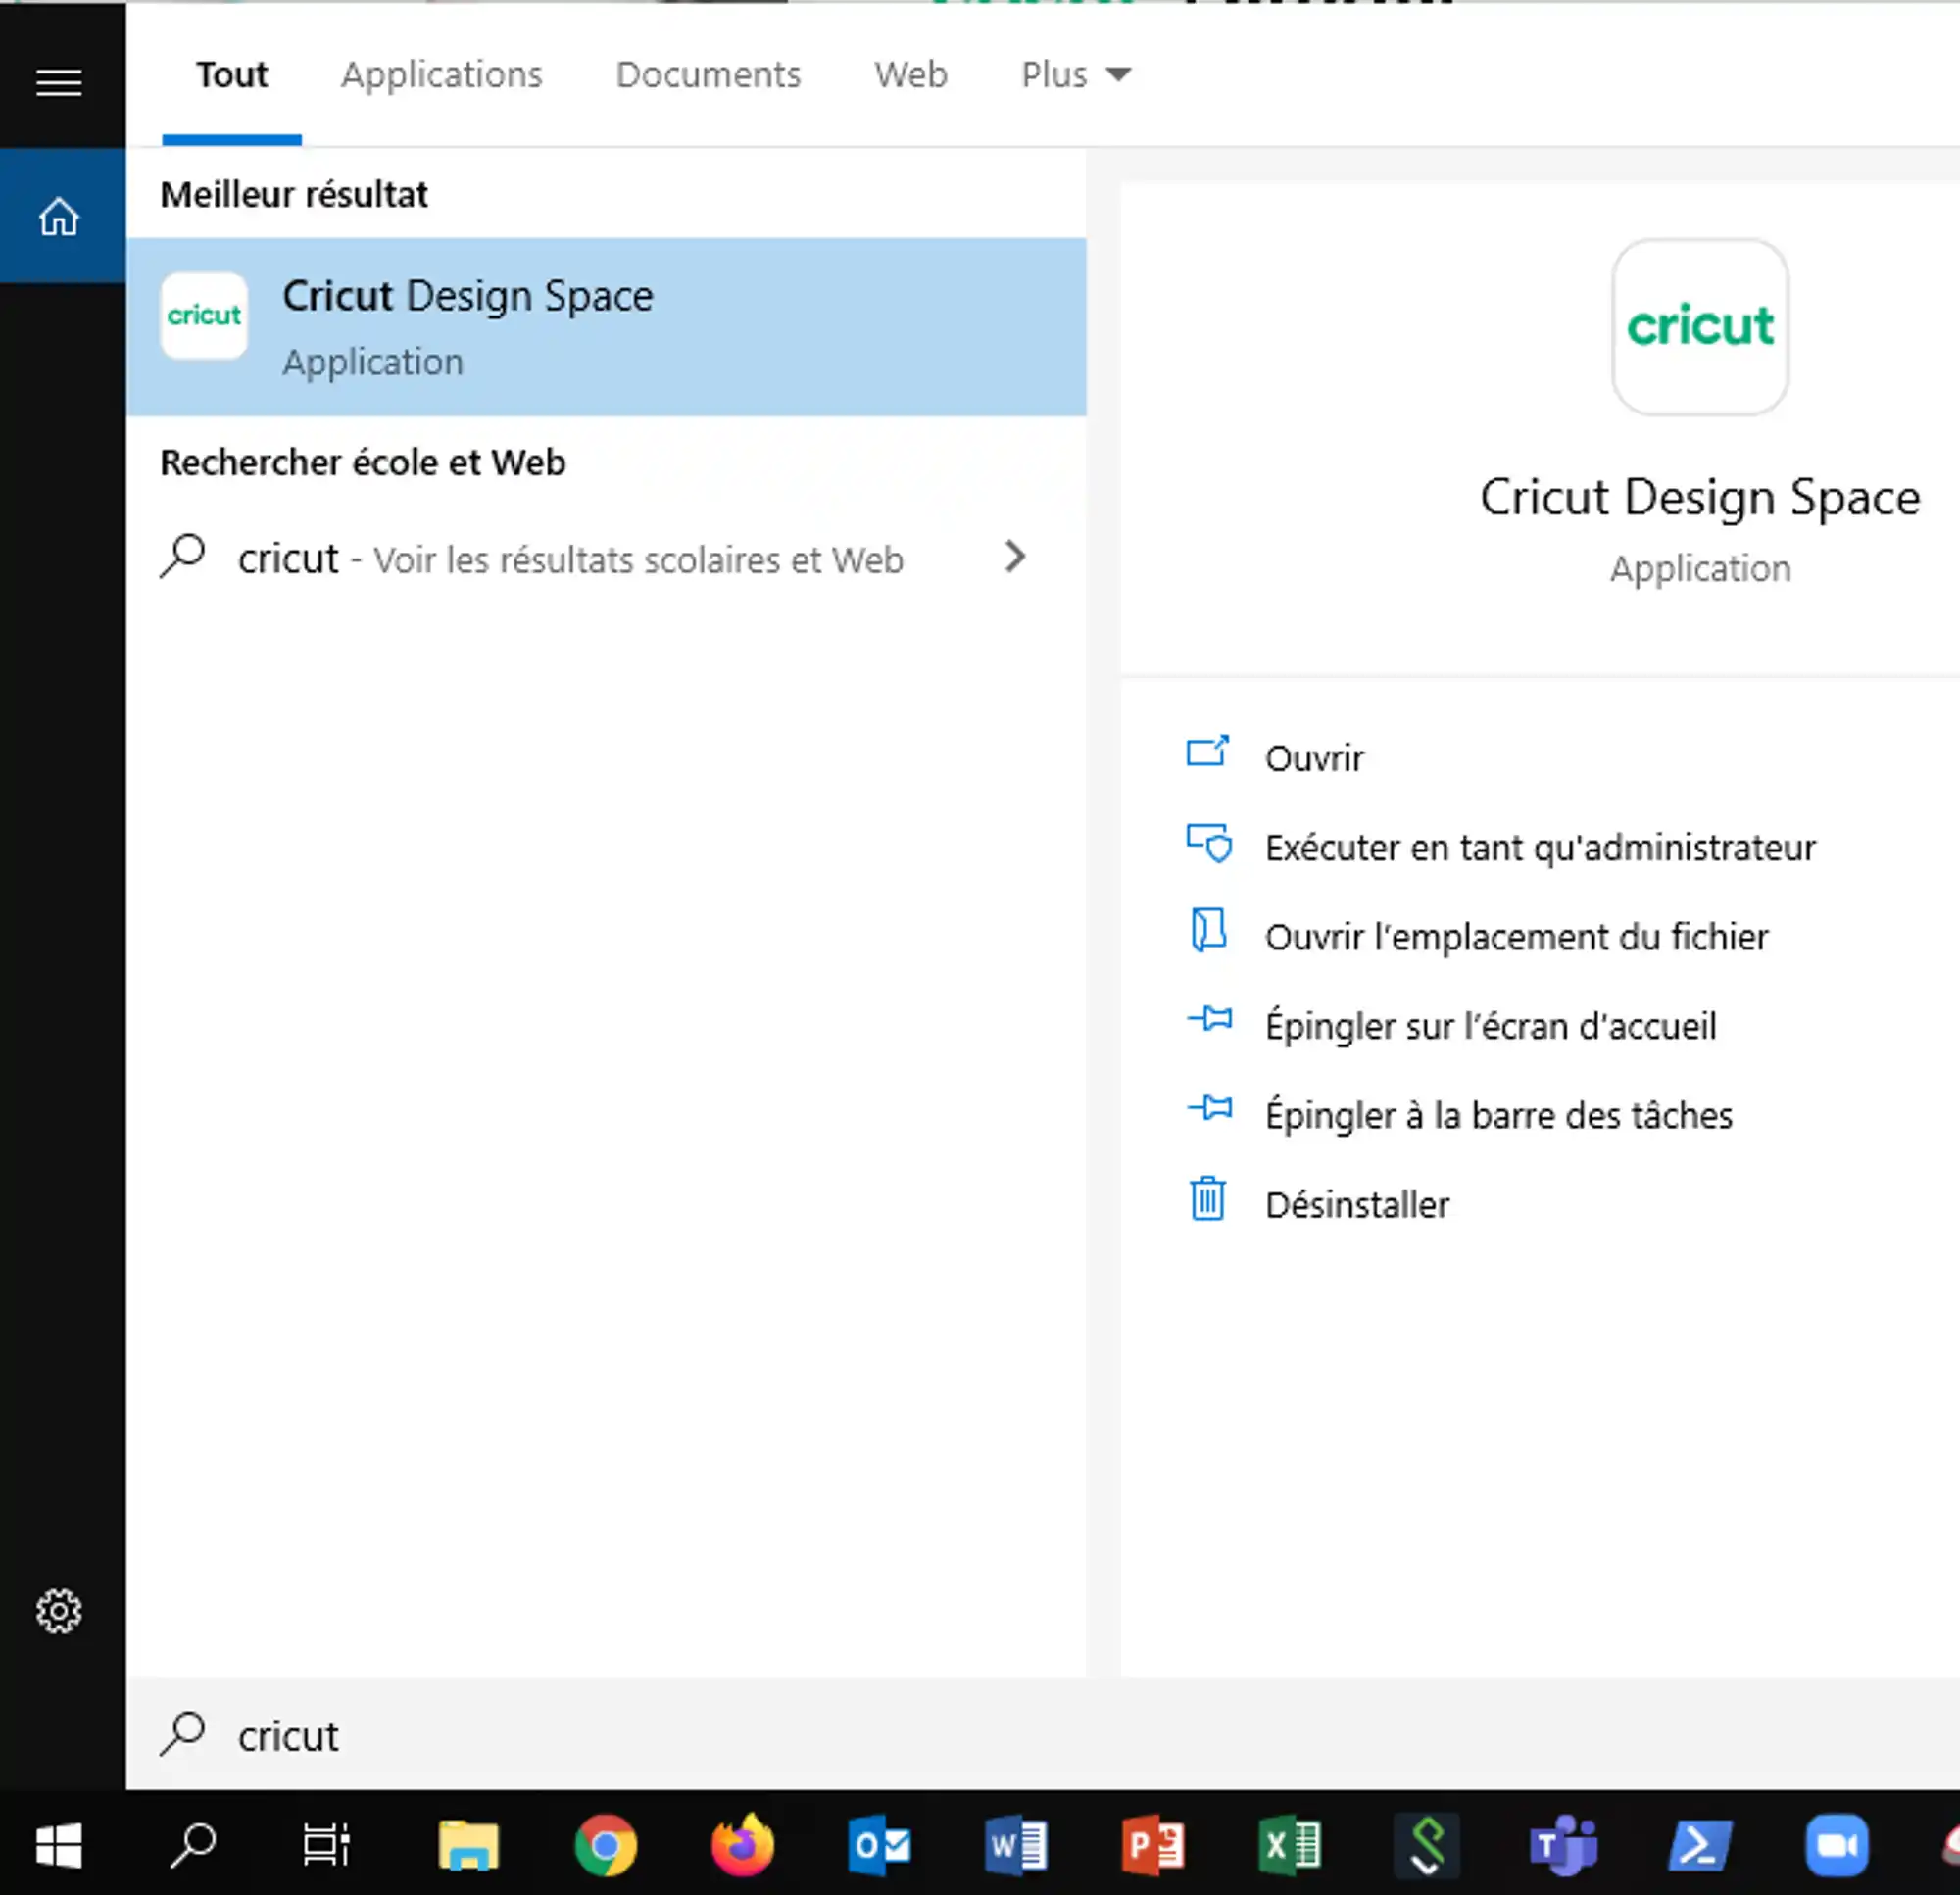 Tout Applications Documents Web Plus
Meilleur résultat
cricut
Cricut Design Space
Application
Rechercher école et Web
cricut - Voir les résultats scolaires et Web
cricut
Cricut Design Space
Application
Ouvrir
Exécuter en tant qu'administrateur
Ouvrir l’emplacement du fichier
Épingler sur l’écran d’accueil
Épingler à la barre des tâches
Désinstaller
cricut